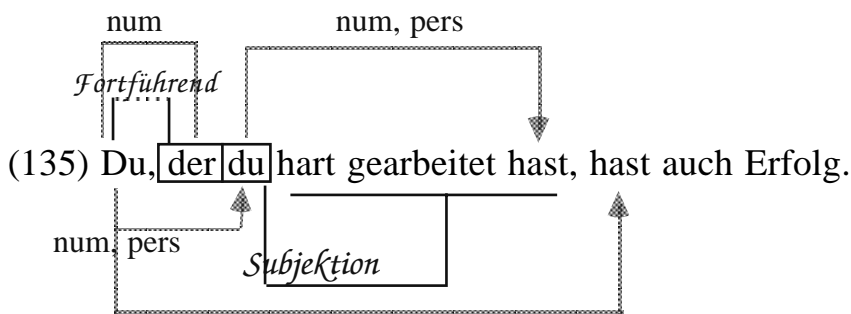 num num, pers
Fortführend
(135) Du, der du hart gearbeitet hast, hast auch Erfolg.
num, pers
Subjektion